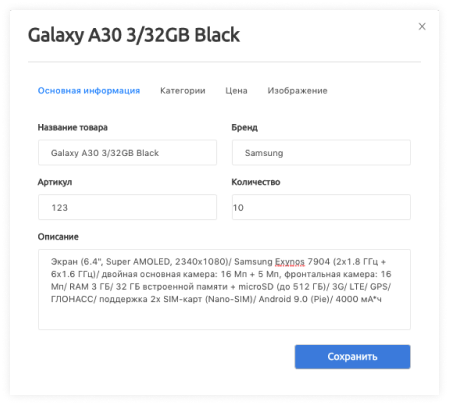 Galaxy A30 3/32GB Black
Основная информация Категории Цена Изображение
Название товара Бренд
Galaxy A30 3/32GB Black Samsung
Артикул Количество
123 10
Описание
Экран (6.4", Super AMOLED, 2340x1080)/ Samsung Exynos 7904 (2x1.8 ГГц +
6x1.6 ГГц)/ двойная основная камера: 16 Мп + 5 Мп, фронтальная камера: 16
Мп/ RAM 3 ГБ/ 32 ГБ встроенной памяти + microSD (до 512 ГБ)/ 3G/ LTE/ GPS/
ГЛОНАСС/ поддержка 2х SIM-карт (Nano-SIM)/ Android 9.0 (Pie)/ 4000 мА*ч
Сохранить